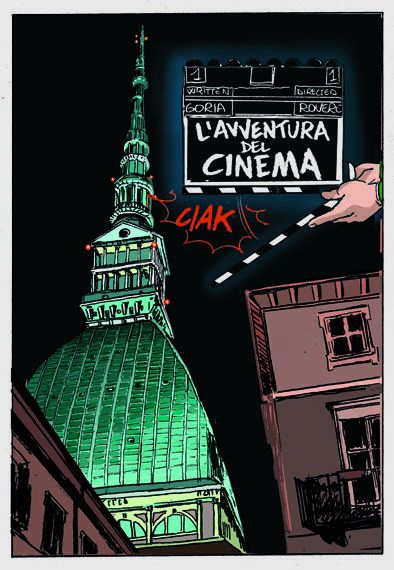 1 1
WRITTEN DIRECTED
GORIA ROVERO
L'AVVENTURA
DEL
CINEMA
CIAK